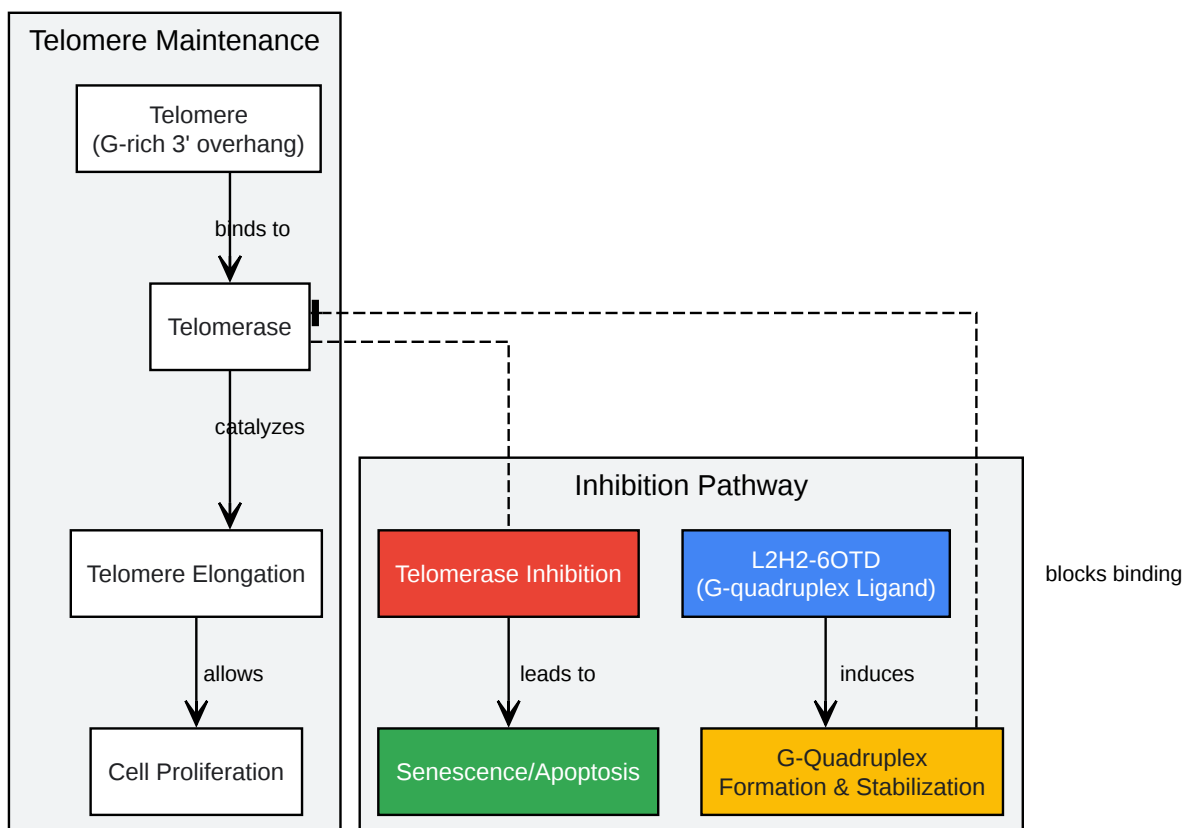 Telomere Maintenance
Telomere
(G-rich 3' overhang)
binds to
Telomerase
catalyzes
Telomere Elongation
allows
Cell Proliferation
Inhibition Pathway
Telomerase Inhibition
leads to
Senescence/Apoptosis
L2H2-6OTD
(G-quadruplex Ligand)
induces
G-Quadruplex
Formation & Stabilization
blocks binding